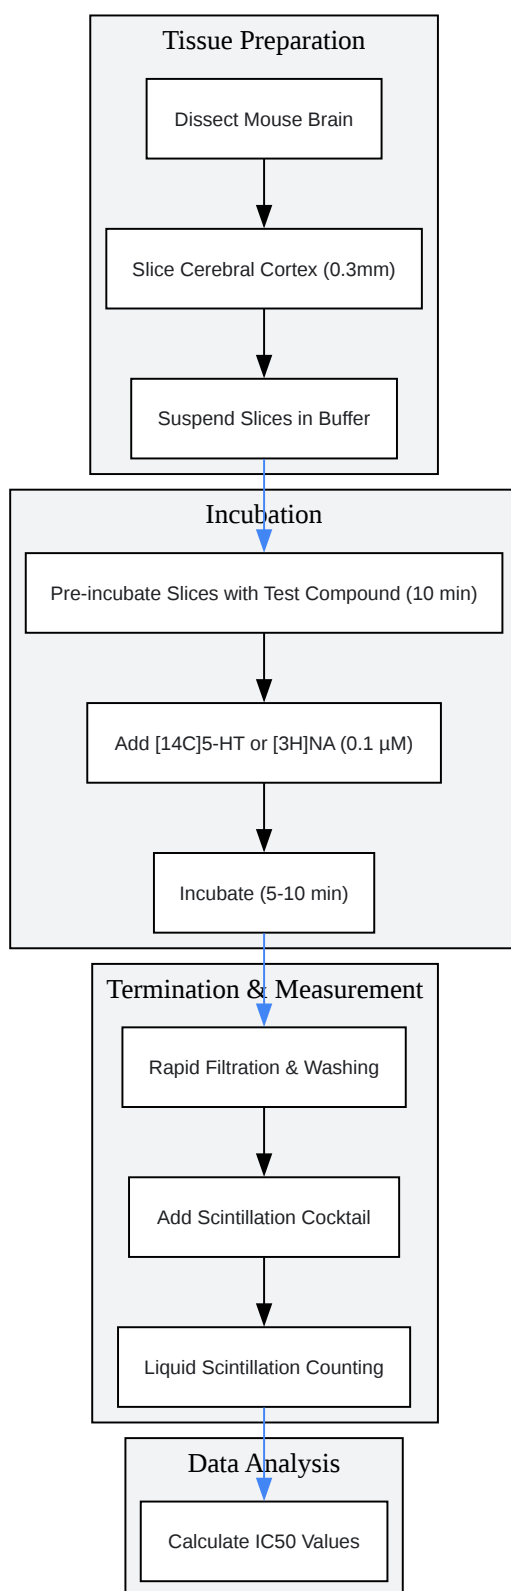 Tissue Preparation
Dissect Mouse Brain
Slice Cerebral Cortex (0.3mm)
Suspend Slices in Buffer
Incubation
Pre-incubate Slices with Test Compound (10 min)
Add [14C]5-HT or [3H]NA (0.1 µM)
Incubate (5-10 min)
Termination & Measurement
Rapid Filtration & Washing
Add Scintillation Cocktail
Liquid Scintillation Counting
Data Analysis
Calculate IC50 Values